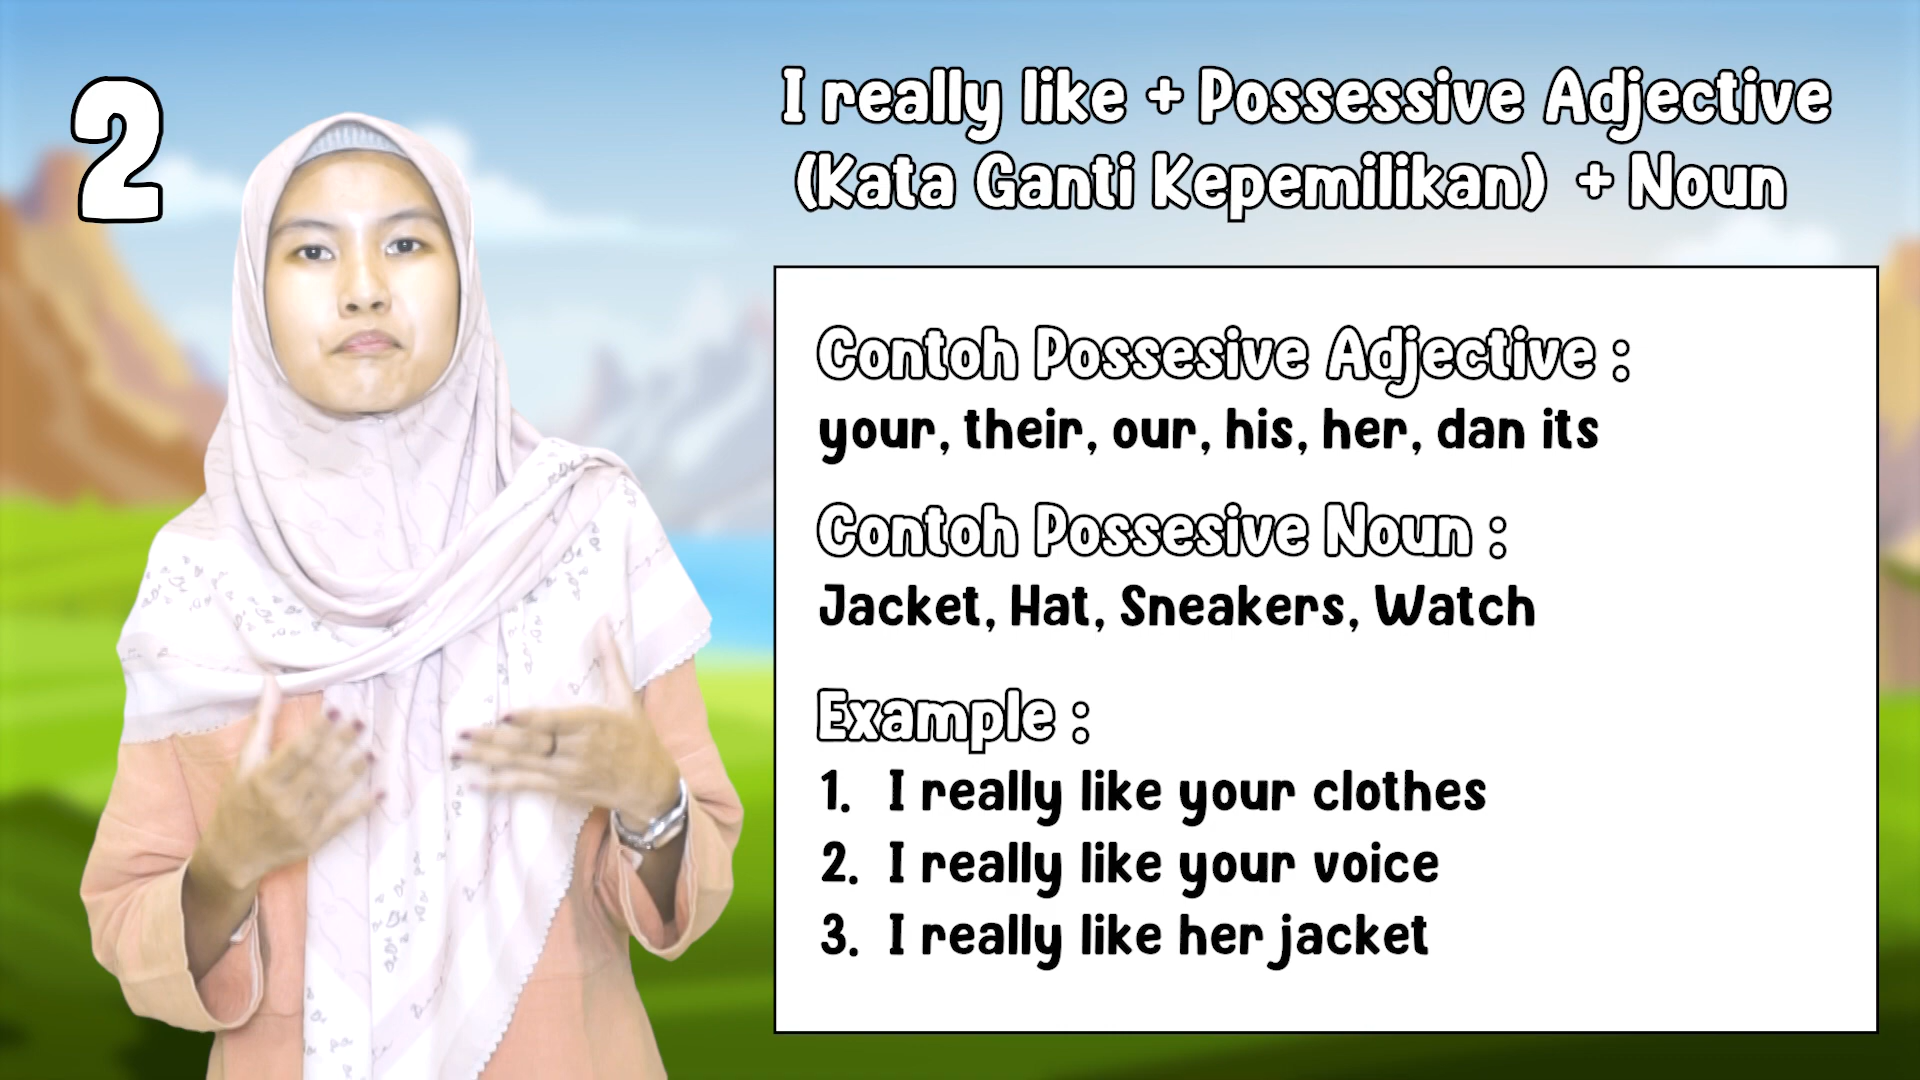 2
I really like + Possessive Adjective
(Kata Ganti Kepemilikan) + Noun
Contoh Possesive Adjective :
your, their, our, his, her, dan its
Contoh Possesive Noun :
Jacket, Hat, Sneakers, Watch
Example :
1. I really like your clothes
2. I really like your voice
3. I really like her jacket